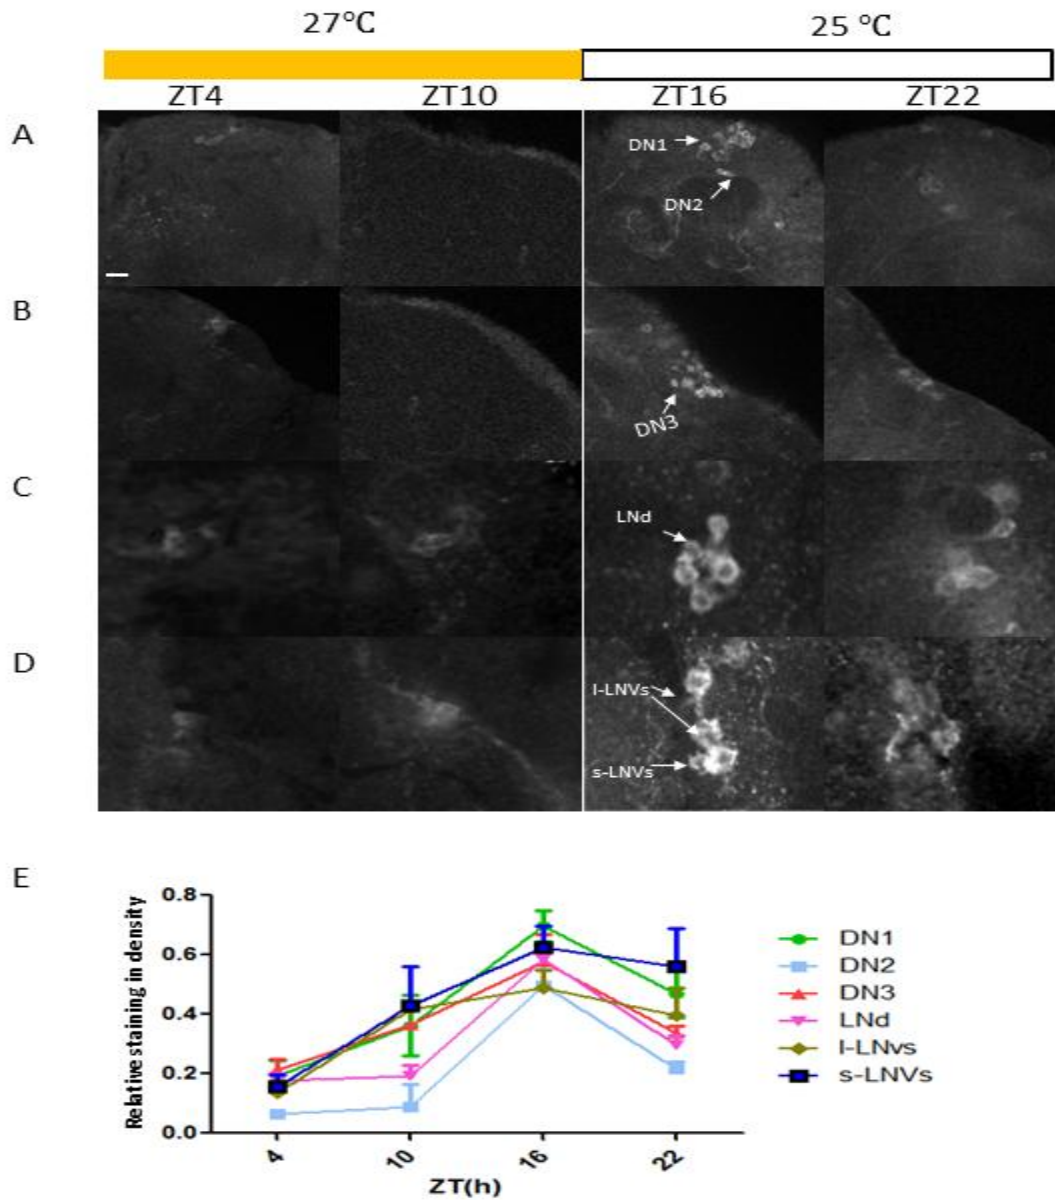 27°C 25 °C
ZT4 ZT10 ZT16 ZT22
A
DN1
DN2
B
DN3
C
LNd
D
l-LNVs
s-LNVs
E
Relative staining in density
0.8
0.6
0.4
0.2
0.0
4 10 16 22
ZT(h)
DN1
DN2
DN3
LNd
l-LNvs
s-LNVs